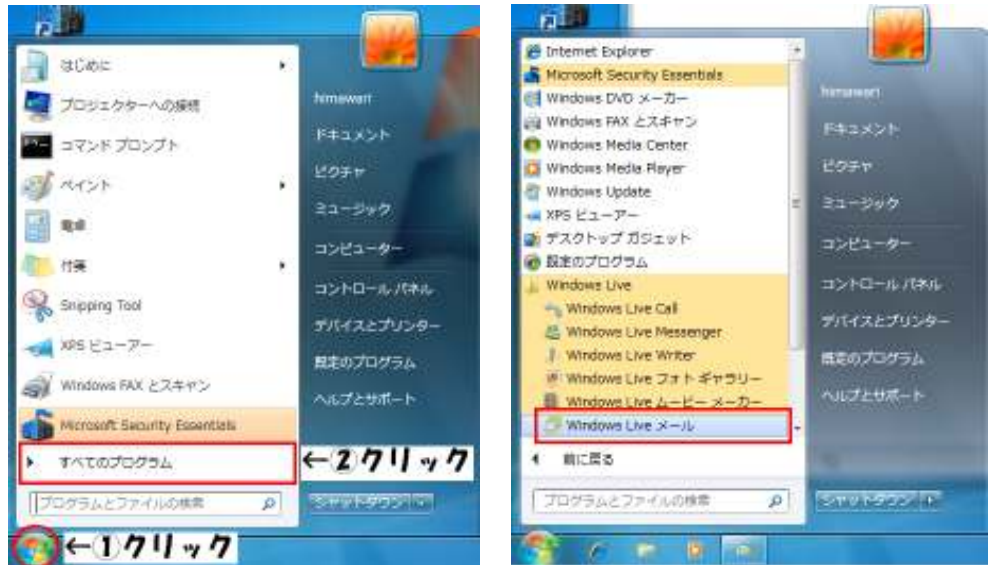 はじめに
プロジェクターへの接続
コマンド プロンプト
ペイント
電卓
付箋
Snipping Tool
XPS ビューアー
Windows FAX とスキャン
Microsoft Security Essentials
すべてのプログラム
プログラムとファイルの検索
himawari
ドキュメント
ピクチャ
ミュージック
コンピューター
コントロール パネル
デバイスとプリンター
既定のプログラム
ヘルプとサポート
←②クリック
シャットダウン
←①クリック
Internet Explorer
Microsoft Security Essentials
Windows DVD メーカー
Windows FAX とスキャン
Windows Media Center
Windows Media Player
Windows Update
XPS ビューアー
デスクトップ ガジェット
既定のプログラム
Windows Live
Windows Live Call
Windows Live Messenger
Windows Live Writer
Windows Live フォト ギャラリー
Windows Live ムービー メーカー
Windows Live メール
前に戻る
プログラムとファイルの検索
himawari
ドキュメント
ピクチャ
ミュージック
コンピューター
コントロール パネル
デバイスとプリンター
既定のプログラム
ヘルプとサポート
シャットダウン